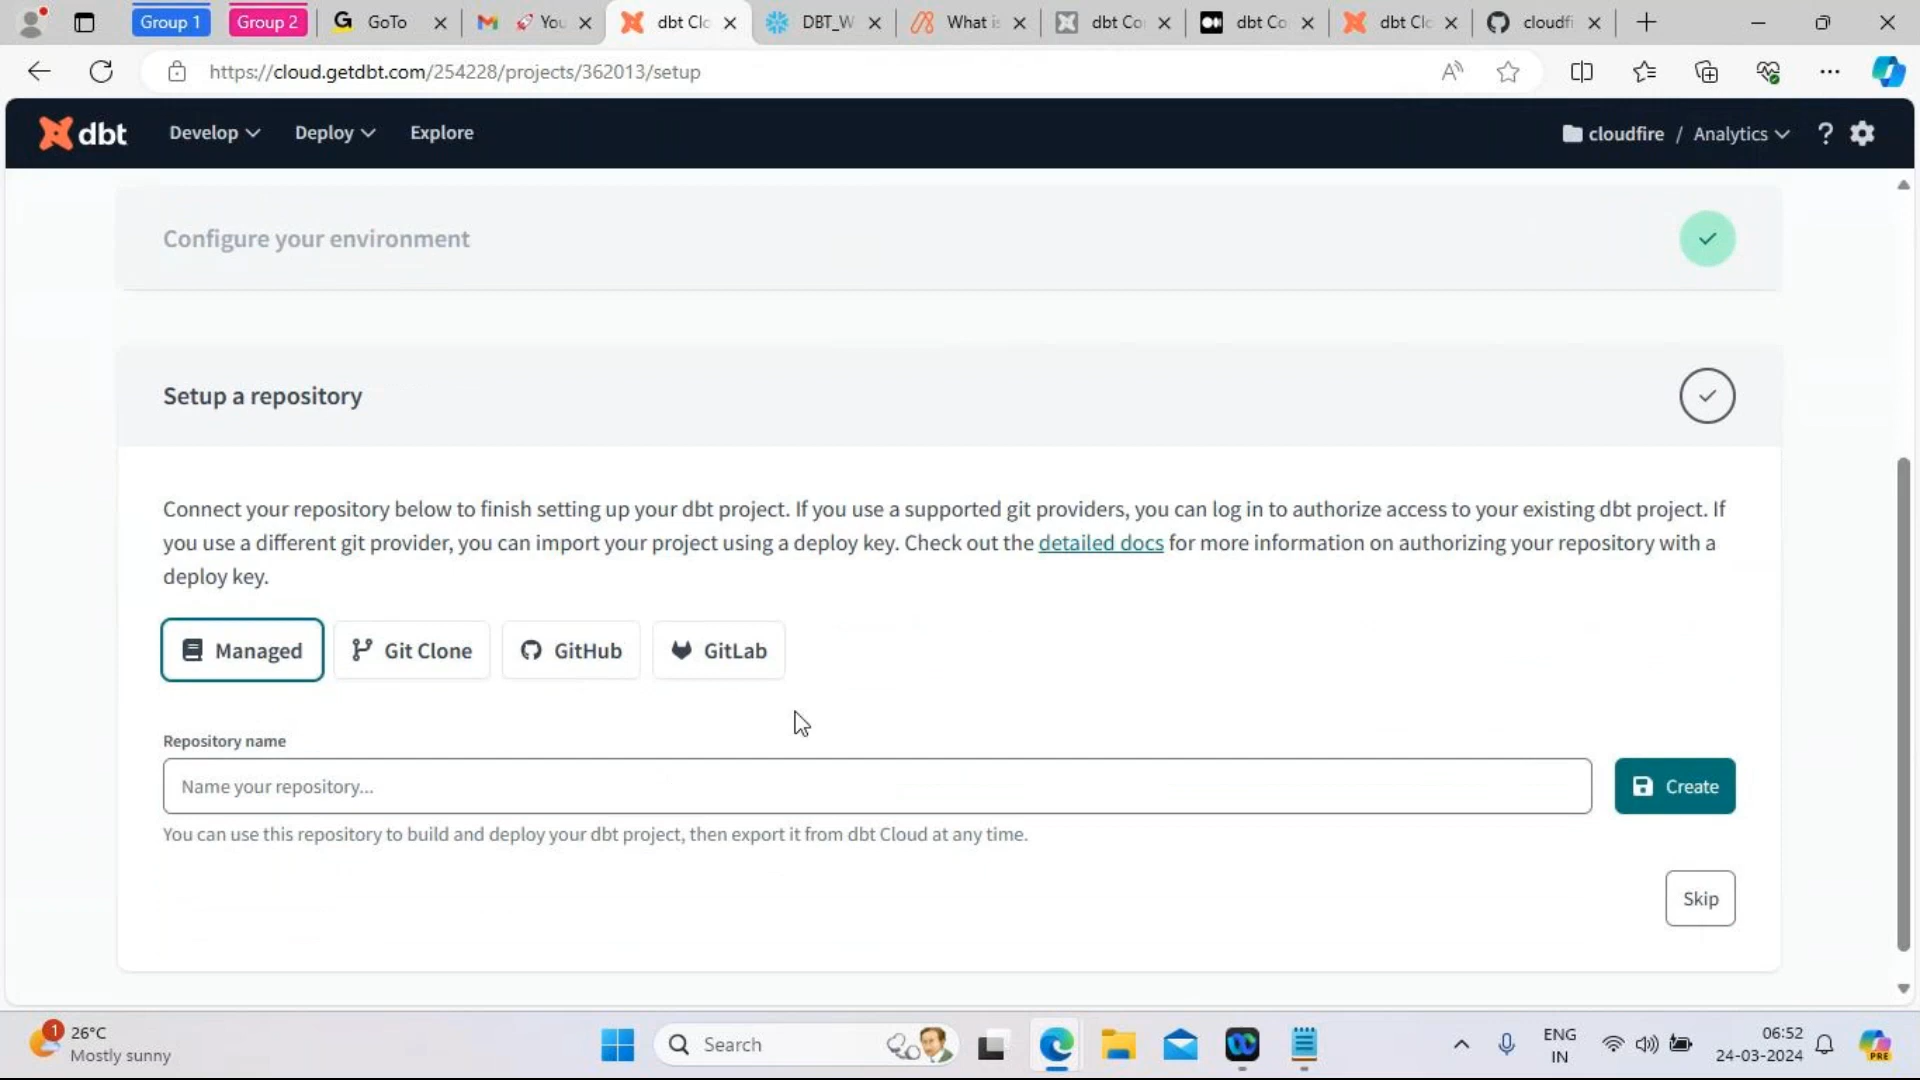 Group 1
Group 2
GoTo
You
dbt Clo
DBT_W
What is
dbt Co
dbt Co
dbt Clo
cloudfi
https://cloud.getdbt.com/254228/projects/362013/setup
dbt
Develop
Deploy
Explore
cloudfire / Analytics
?
Configure your environment
Setup a repository
Connect your repository below to finish setting up your dbt project. If you use a supported git providers, you can log in to authorize access to your existing dbt project. If
you use a different git provider, you can import your project using a deploy key. Check out the detailed docs for more information on authorizing your repository with a
deploy key.
Managed
Git Clone
GitHub
GitLab
Repository name
Name your repository...
Create
You can use this repository to build and deploy your dbt project, then export it from dbt Cloud at any time.
Skip
1
26°C
Mostly sunny
Search
ENG
IN
06:52
24-03-2024
PRE